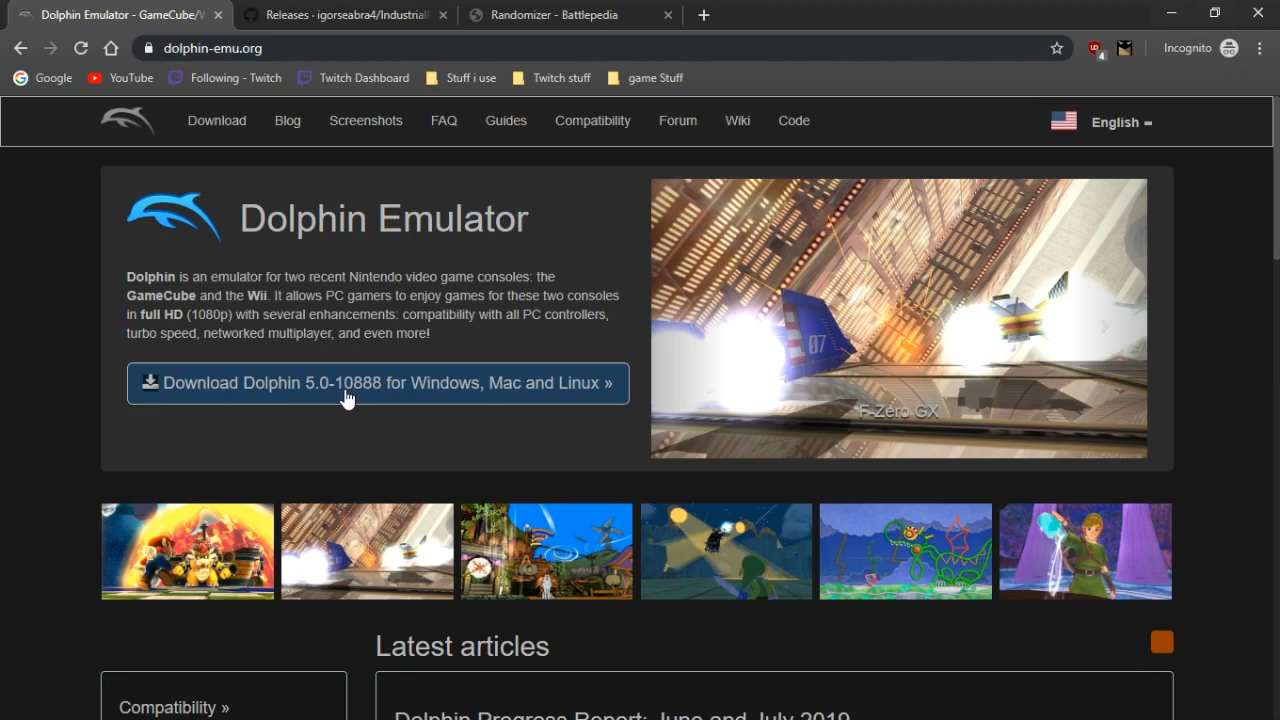 Dolphin Emulator - GameCube/W
Releases · igorseabra4/Industrial
Randomizer - Battlepedia
dolphin-emu.org
4
Incognito
Google
YouTube
Following - Twitch
Twitch Dashboard
Stuff i use
Twitch stuff
game Stuff
Download
Blog
Screenshots
FAQ
Guides
Compatibility
Forum
Wiki
Code
English
Dolphin Emulator
Dolphin is an emulator for two recent Nintendo video game consoles: the
GameCube and the Wii. It allows PC gamers to enjoy games for these two consoles
in full HD (1080p) with several enhancements: compatibility with all PC controllers,
turbo speed, networked multiplayer, and even more!
Download Dolphin 5.0-10888 for Windows, Mac and Linux »
07
F-Zero GX
Latest articles
Compatibility »
Dolphin Progress Report: June and July 2019